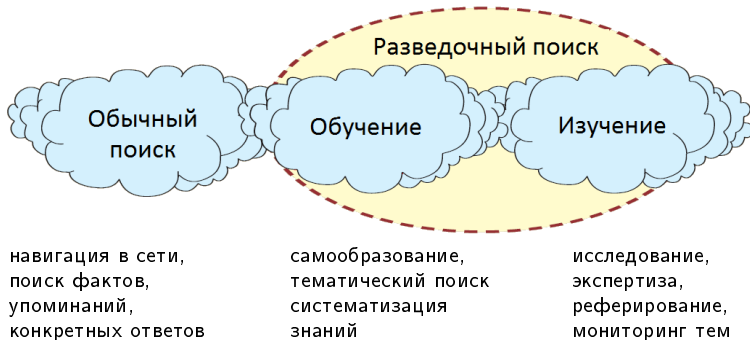 Разведочный поиск
Обычный
поиск
Обучение
Изучение
навигация в сети,
поиск фактов,
упоминаний,
конкретных ответов
самообразование,
тематический поиск
систематизация
знаний
исследование,
экспертиза,
реферирование,
мониторинг тем